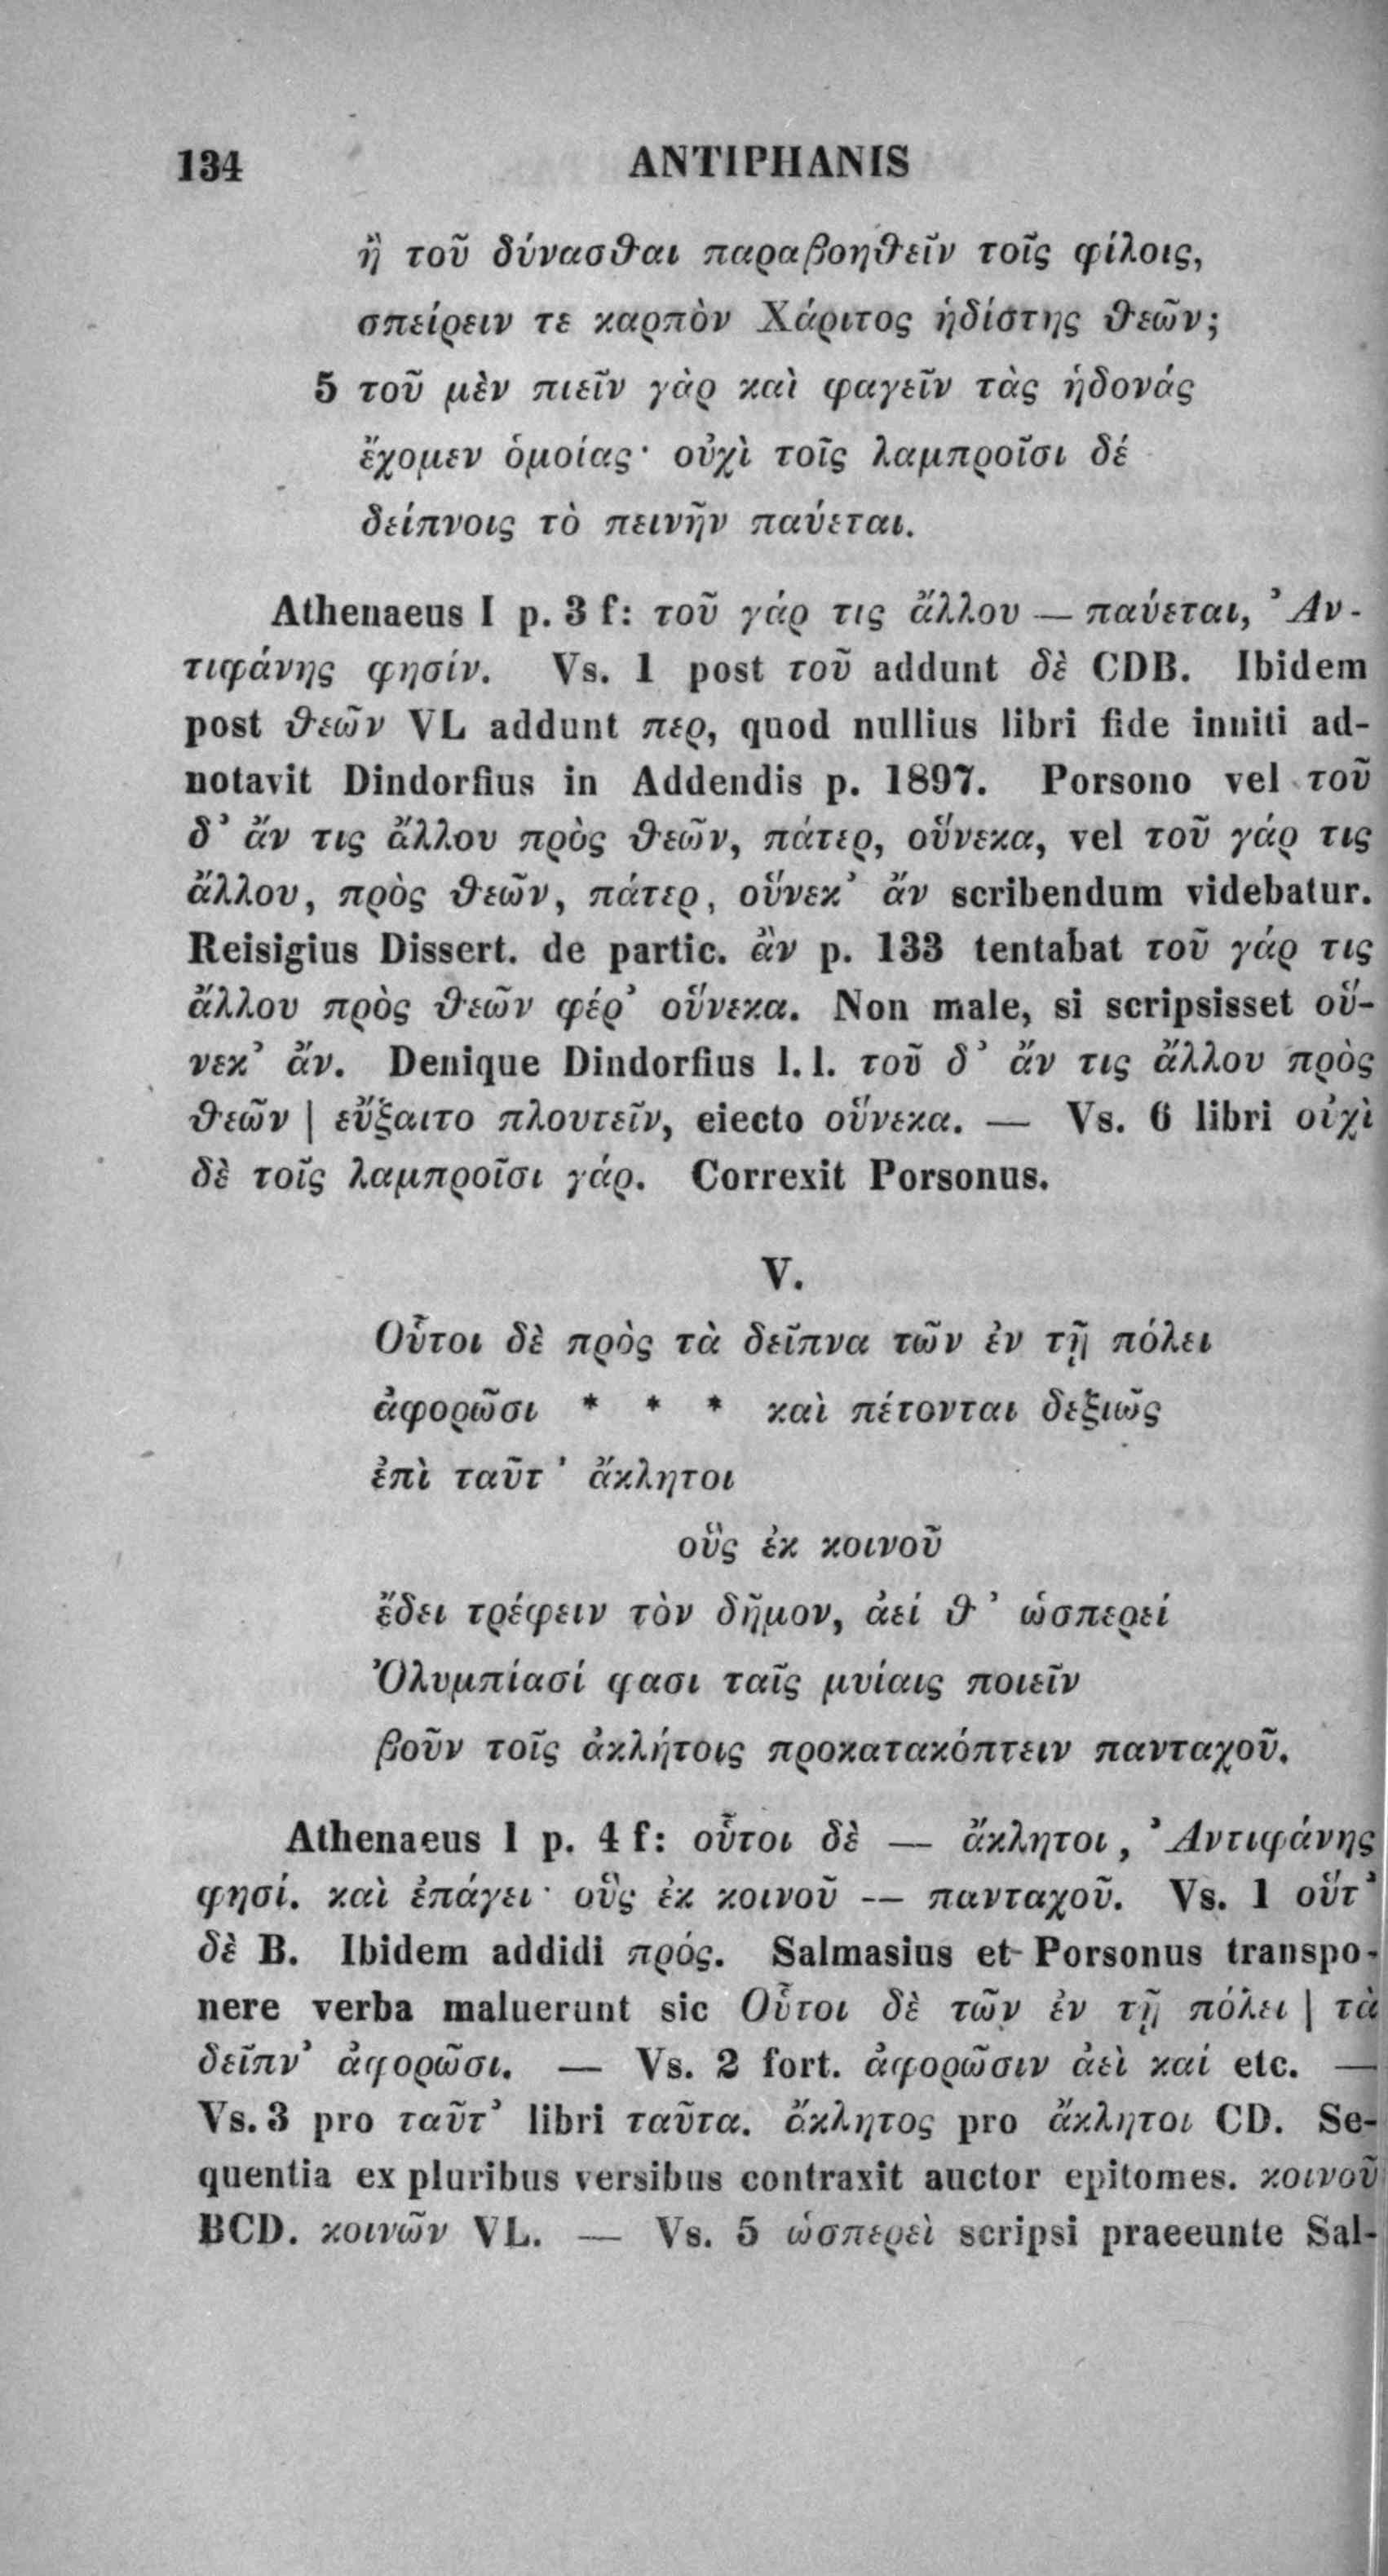 134 ANTIPHANIS
ἢ τοῦ δύνασθαι παραβοηθεῖν τοῖς φίλοις,
σπείρειν τε καρπὸν Χάριτος ἡδίστης θεῶν;
5 τοῦ μὲν πιεῖν γὰρ καὶ φαγεῖν τὰς ἡδονάς
ἔχομεν ὁμοίας· οὐχὶ τοῖς λαμπροῖσι δέ
δείπνοις τὸ πεινῆν παύεται.
Athenaeus I p. 3 f: τοῦ γάρ τις ἄλλου — παύεται, Ἀν-
τιφάνης φησίν. Vs. 1 post τοῦ addunt δὲ CDB. Ibidem
post θεῶν VL addunt περ, quod nullius libri fide inniti ad-
notavit Dindorfius in Addendis p. 1897. Porsono vel τοῦ
δ᾽ ἄν τις ἄλλου πρὸς θεῶν, πάτερ, οὕνεκα, vel τοῦ γάρ τις
ἄλλου, πρὸς θεῶν, πάτερ, οὕνεκ᾽ ἄν scribendum videbatur.
Reisigius Dissert. de partic. ἂν p. 133 tentabat τοῦ γάρ τις
ἄλλου πρὸς θεῶν φέρ᾽ οὕνεκα. Non male, si scripsisset οὕ-
νεκ᾽ ἄν. Denique Dindorfius l. l. τοῦ δ᾽ ἄν τις ἄλλου πρὸς
θεῶν | εὔξαιτο πλουτεῖν, eiecto οὕνεκα. — Vs. 6 libri οὐχὶ
δὲ τοῖς λαμπροῖσι γάρ. Correxit Porsonus.
V.
Οὗτοι δὲ πρὸς τὰ δεῖπνα τῶν ἐν τῇ πόλει
ἀφορῶσι * * * καὶ πέτονται δεξιῶς
ἐπὶ ταῦτ᾽ ἄκλητοι
οὓς ἐκ κοινοῦ
ἔδει τρέφειν τὸν δῆμον, ἀεί θ᾽ ὡσπερεί
Ὀλυμπίασί φασι ταῖς μυίαις ποιεῖν
βοῦν τοῖς ἀκλήτοις προκατακόπτειν πανταχοῦ.
Athenaeus I p. 4 f: οὗτοι δὲ — ἄκλητοι, Ἀντιφάνης
φησί. καὶ ἐπάγει· οὓς ἐκ κοινοῦ — πανταχοῦ. Vs. 1 οὕτ᾽
δὲ B. Ibidem addidi πρός. Salmasius et Porsonus transpo-
nere verba maluerunt sic Οὗτοι δὲ τῶν ἐν τῇ πόλει | τὰ
δεῖπν᾽ ἀφορῶσι. — Vs. 2 fort. ἀφορῶσιν ἀεὶ καί etc. —
Vs. 3 pro ταῦτ᾽ libri ταῦτα. ἄκλητος pro ἄκλητοι CD. Se-
quentia ex pluribus versibus contraxit auctor epitomes. κοινοῦ
BCD. κοινῶν VL. — Vs. 5 ὡσπερεὶ scripsi praeeunte Sal-